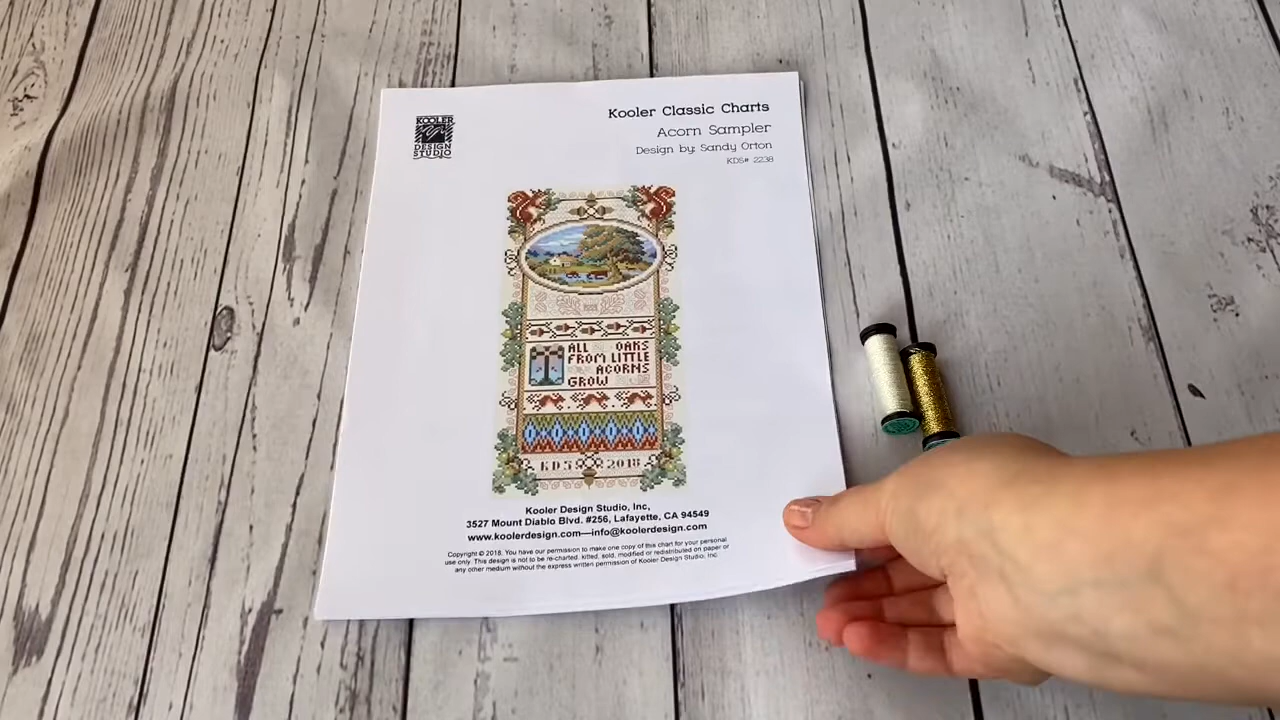 KOOLER
DESIGN
STUDIO
Kooler Classic Charts
Acorn Sampler
Design by: Sandy Orton
KDS# 2238
ALL OAKS
FROM LITTLE
ACORNS
GROW
KDS 2018
Kooler Design Studio, Inc,
3527 Mount Diablo Blvd. #256, Lafayette, CA 94549
www.koolerdesign.com—info@koolerdesign.com
Copyright © 2018. You have our permission to make one copy of this chart for your personal
use only. This design is not to be re-charted, kitted, sold, modified or redistributed on paper or
any other medium without the express written permission of Kooler Design Studio, Inc.